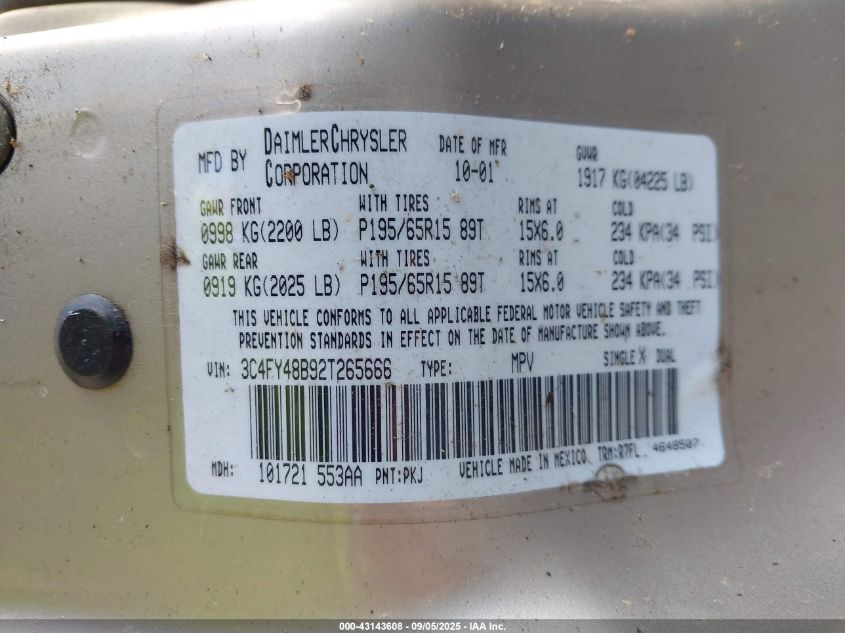 MFD BY DAIMLERCHRYSLER CORPORATION DATE OF MFR 10-01 GVWR 1917 KG(04225 LB)
GAWR FRONT WITH TIRES RIMS AT COLD
0998 KG(2200 LB) P195/65R15 89T 15X6.0 234 KPA(34 PSI)
GAWR REAR WITH TIRES RIMS AT COLD
0919 KG(2025 LB) P195/65R15 89T 15X6.0 234 KPA(34 PSI)
THIS VEHICLE CONFORMS TO ALL APPLICABLE FEDERAL MOTOR VEHICLE SAFETY AND THEFT
PREVENTION STANDARDS IN EFFECT ON THE DATE OF MANUFACTURE SHOWN ABOVE.
VIN: 3C4FY48B92T265666 TYPE: MPV SINGLE X DUAL
MDH: 101721 553AA PNT:PKJ VEHICLE MADE IN MEXICO TRM:R7FL 4648507
000-43143608 - 09/05/2025 - IAA Inc.